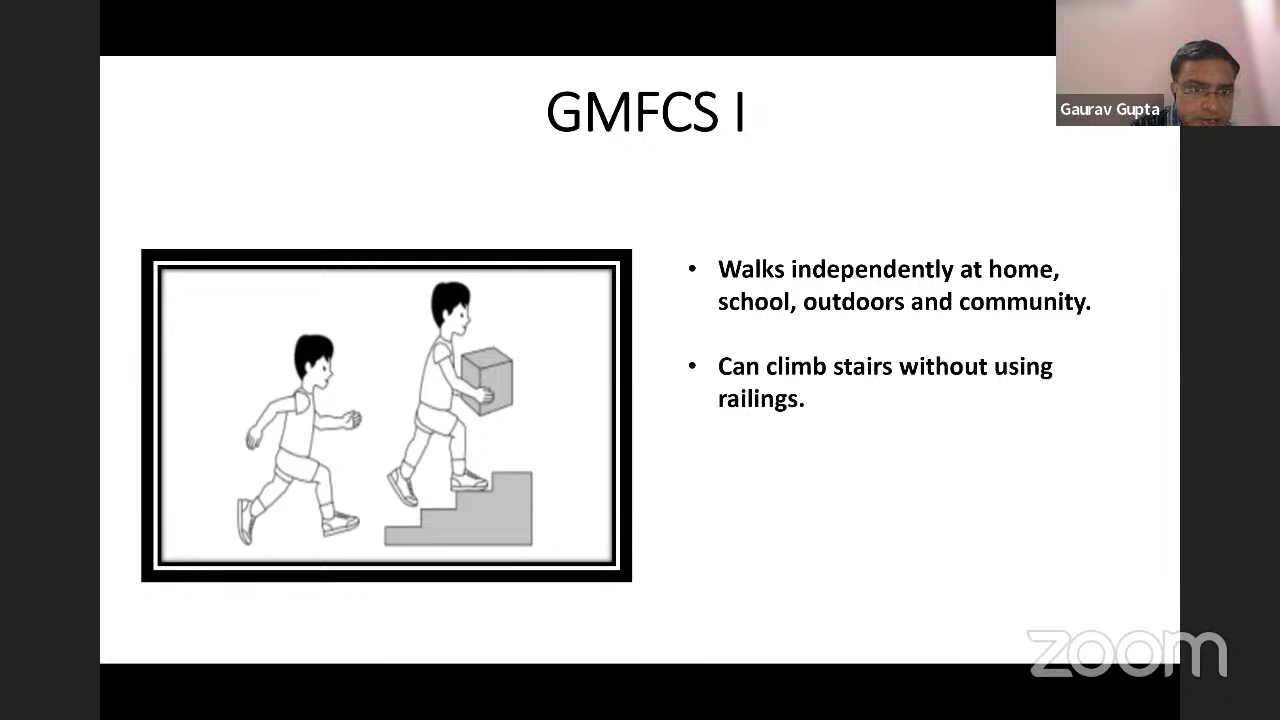 GMFCS I
Gaurav Gupta
• Walks independently at home,
school, outdoors and community.
• Can climb stairs without using
railings.
zoom